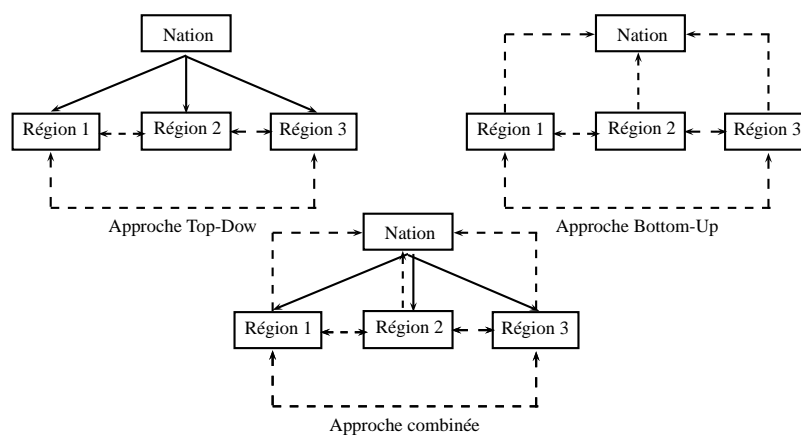 Nation
Région 1 Région 2 Région 3
Approche Top-Dow
Nation
Région 1 Région 2 Région 3
Approche Bottom-Up
Nation
Région 1 Région 2 Région 3
Approche combinée